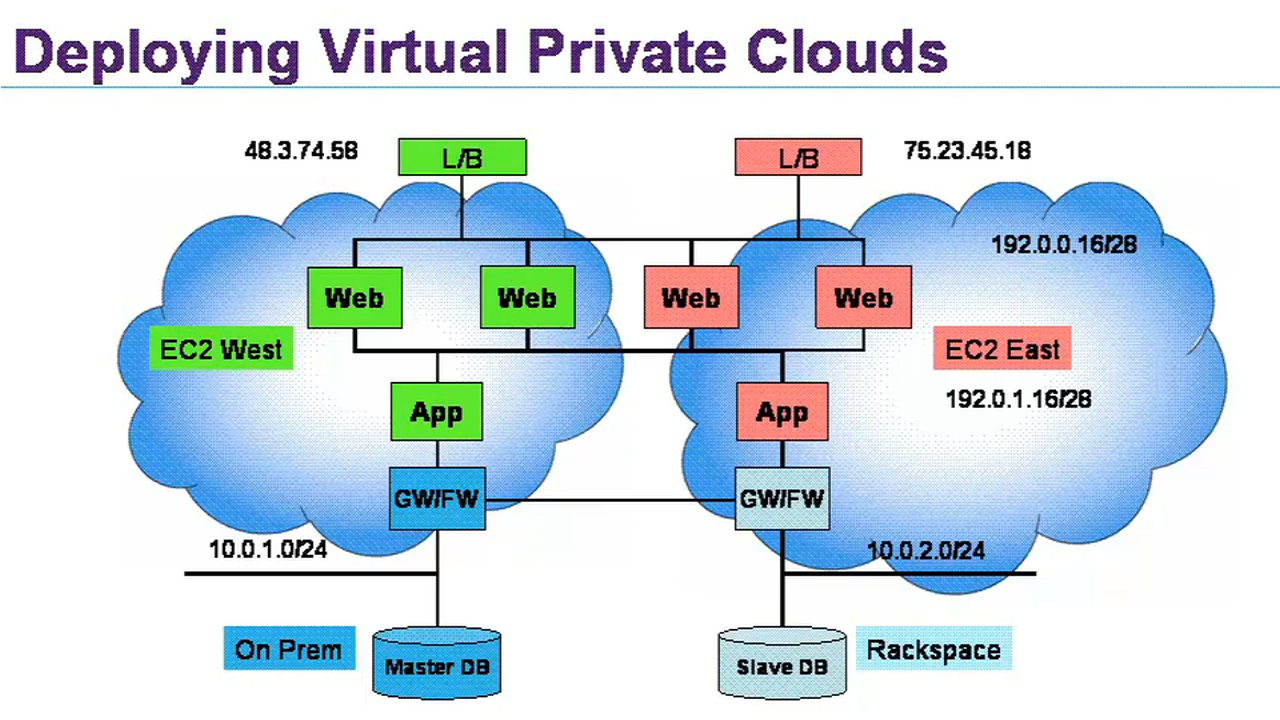 Deploying Virtual Private Clouds
48.3.74.58
L/B
L/B
75.23.45.18
192.0.0.16/28
Web
Web
Web
Web
EC2 West
EC2 East
192.0.1.16/28
App
App
GW/FW
GW/FW
10.0.1.0/24
10.0.2.0/24
On Prem
Master DB
Slave DB
Rackspace